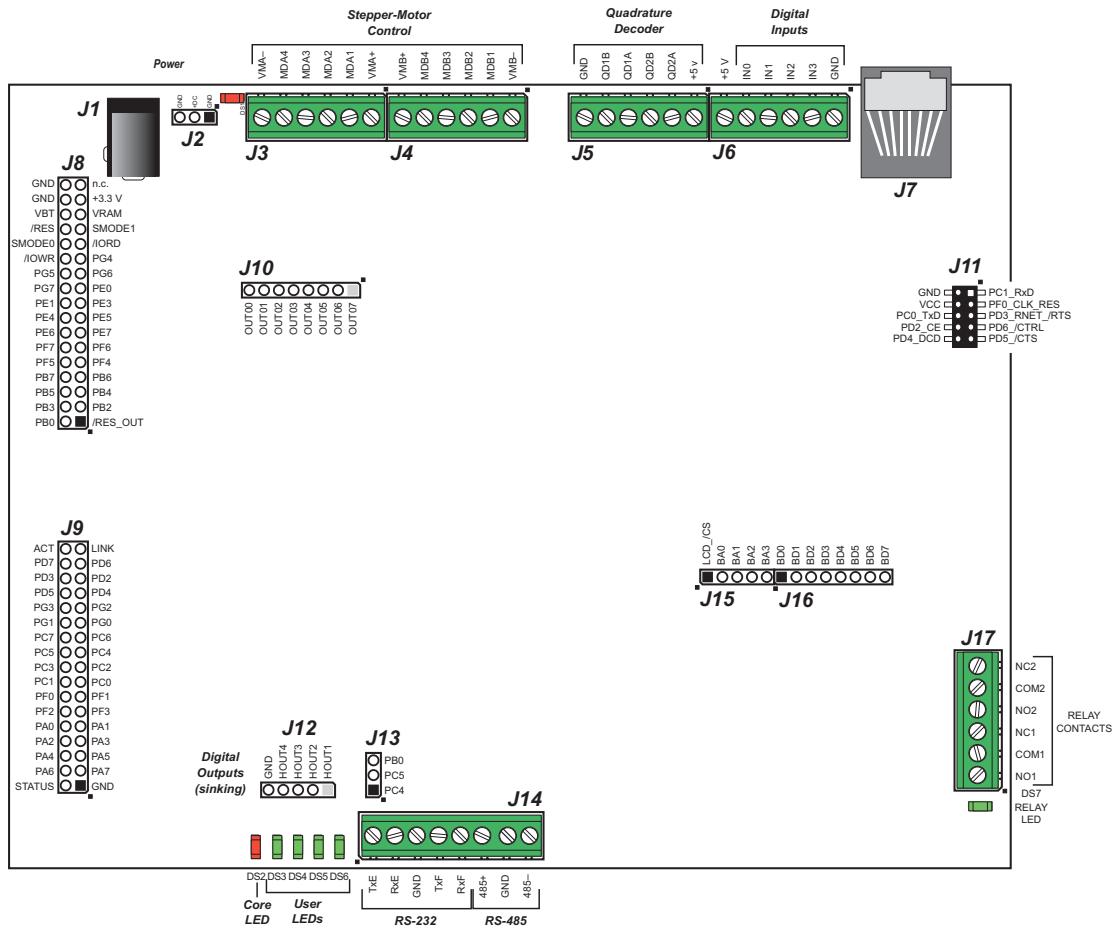 Stepper-Motor
Control
Quadrature
Decoder
Digital
Inputs
Power
VMA–
MDA4
MDA3
MDA2
MDA1
VMA+
VMB+
MDB4
MDB3
MDB2
MDB1
VMB–
GND
QD1B
QD1A
QD2B
QD2A
+5 v
+5 V
IN0
IN1
IN2
IN3
GND
J1
GND
+DC
GND
J2
J3
J4
J5
J6
J7
J8
GND n.c.
GND +3.3 V
VBT VRAM
/RES SMODE1
SMODE0 /IORD
/IOWR PG4
PG5 PG6
PG7 PE0
PE1 PE3
PE4 PE5
PE6 PE7
PF7 PF6
PF5 PF4
PB7 PB6
PB5 PB4
PB3 PB2
PB0 /RES_OUT
J10
OUT00
OUT01
OUT02
OUT03
OUT04
OUT05
OUT06
OUT07
J11
GND PC1_RxD
VCC PF0_CLK_RES
PC0_TxD PD3_RNET_/RTS
PD2_CE PD6_/CTRL
PD4_DCD PD5_/CTS
J9
ACT LINK
PD7 PD6
PD3 PD2
PD5 PD4
PG3 PG2
PG1 PG0
PC7 PC6
PC5 PC4
PC3 PC2
PC1 PC0
PF0 PF1
PF2 PF3
PA0 PA1
PA2 PA3
PA4 PA5
PA6 PA7
STATUS GND
LCD_/CS
BA0
BA1
BA2
BA3
BD0
BD1
BD2
BD3
BD4
BD5
BD6
BD7
J15
J16
J17
NC2
COM2
NO2
NC1
COM1
NO1
RELAY
CONTACTS
DS7
RELAY
LED
J12
Digital
Outputs
(sinking)
GND
HOUT4
HOUT3
HOUT2
HOUT1
J13
PB0
PC5
PC4
J14
DS2
DS3
DS4
DS5
DS6
Core
LED
User
LEDs
TxE
RxE
GND
TxF
RxF
485+
GND
485–
RS-232
RS-485